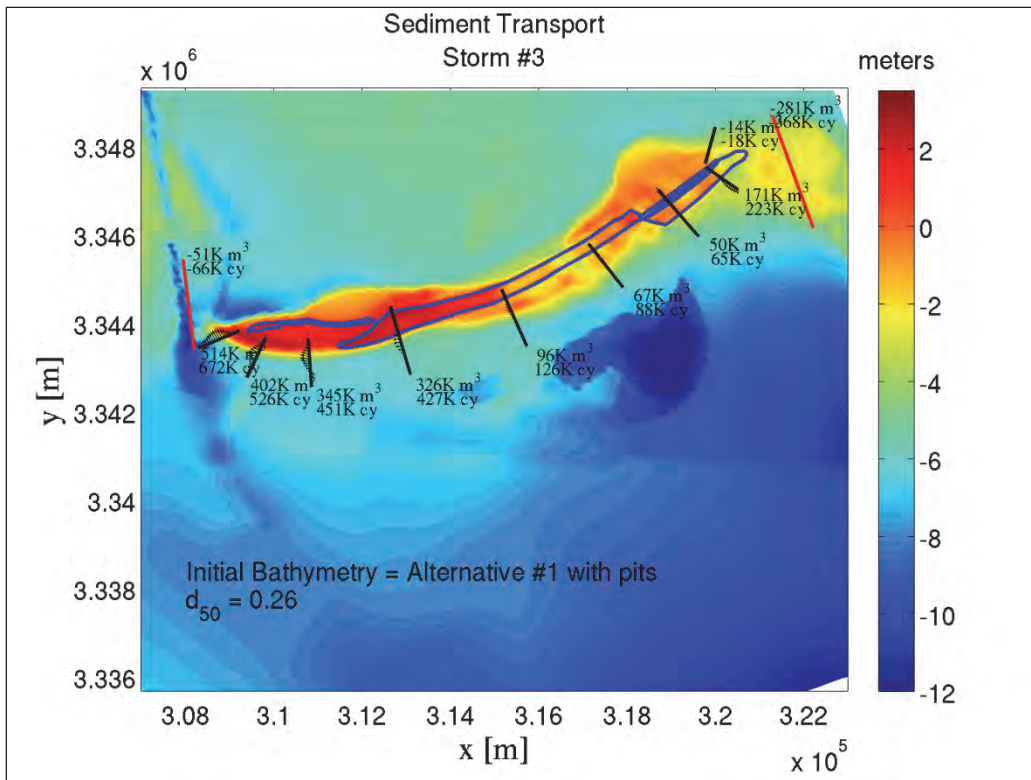 Sediment Transport
Storm #3
x 10⁶
meters
-281K m³
-368K cy
-14K m³
-18K cy
171K m³
223K cy
50K m³
65K cy
67K m³
88K cy
96K m³
126K cy
326K m³
427K cy
345K m³
451K cy
402K m³
526K cy
514K m³
672K cy
-51K m³
-66K cy
3.348
3.346
3.344
3.342
3.34
3.338
3.336
y [m]
Initial Bathymetry = Alternative #1 with pits
d₅₀ = 0.26
3.08 3.1 3.12 3.14 3.16 3.18 3.2 3.22
x [m]
x 10⁵
2
0
-2
-4
-6
-8
-10
-12